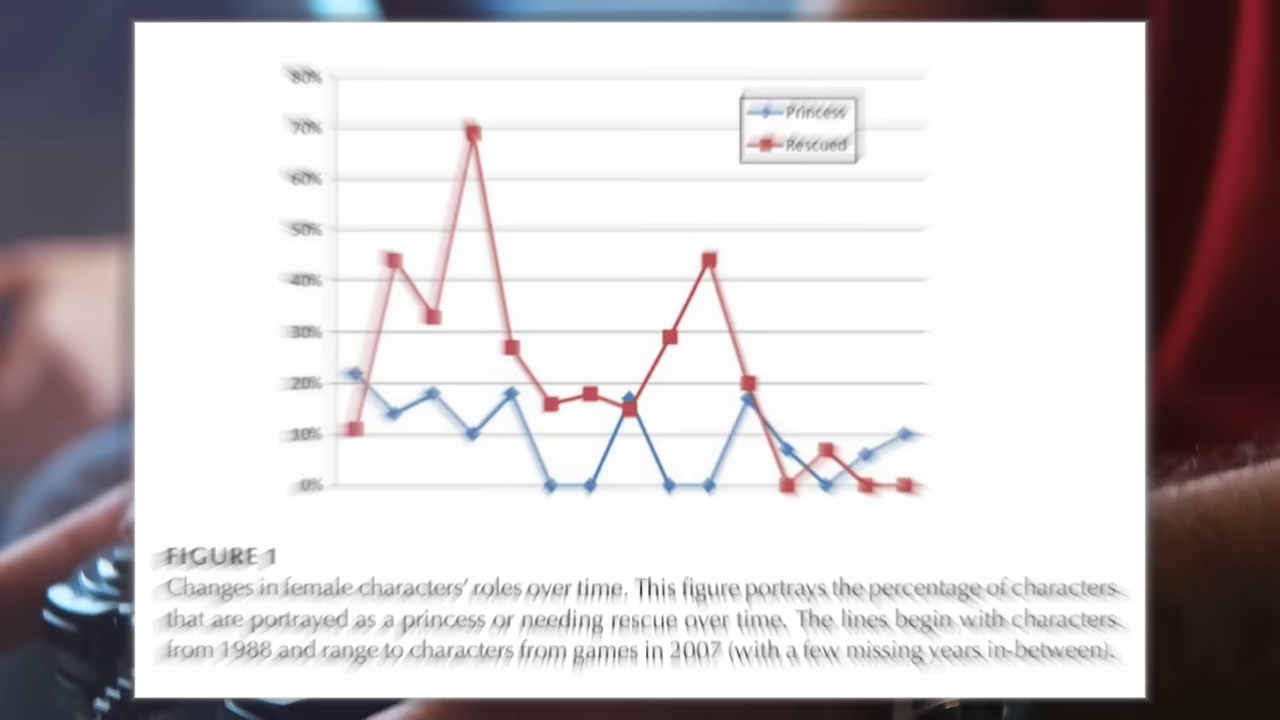 80%
Princess
70%
Rescued
60%
50%
40%
30%
20%
10%
0%
FIGURE 1
Changes in female characters' roles over time. This figure portrays the percentage of characters
that are portrayed as a princess or needing rescue over time. The lines begin with characters
from 1988 and range to characters from games in 2007 (with a few missing years in-between).